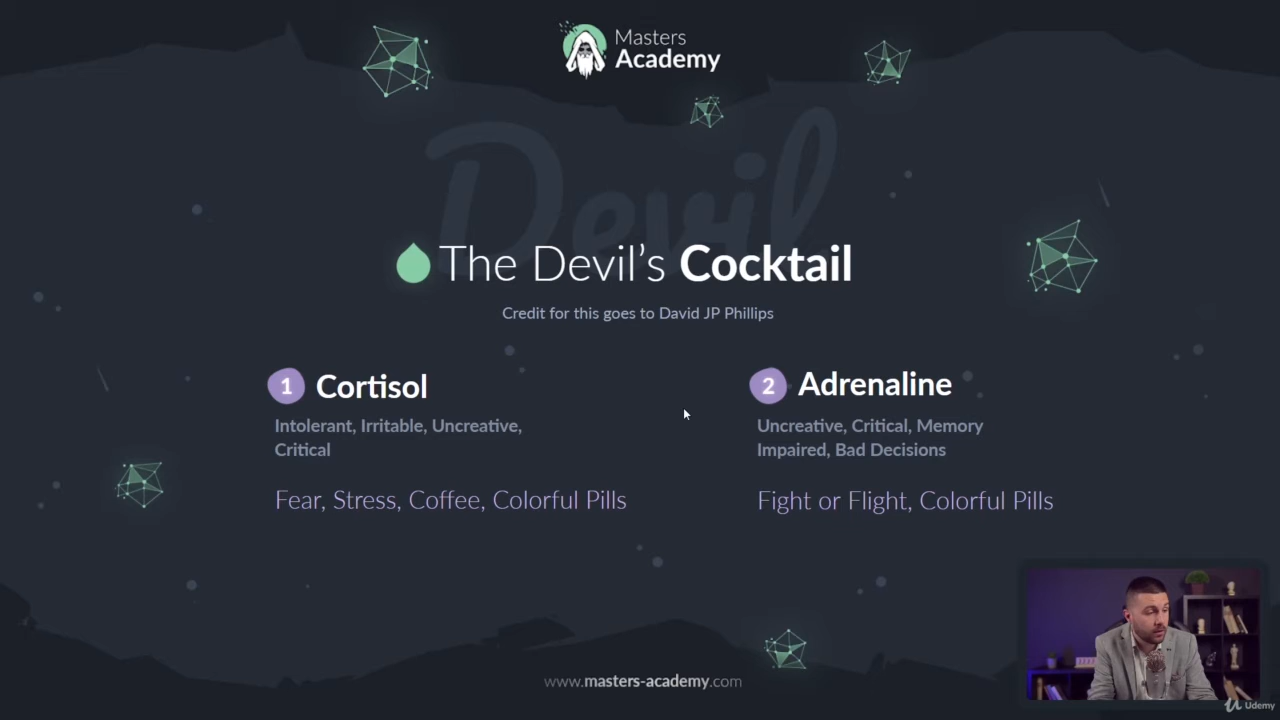 Masters
Academy
Devil
The Devil's Cocktail
Credit for this goes to David JP Phillips
1 Cortisol
Intolerant, Irritable, Uncreative,
Critical
Fear, Stress, Coffee, Colorful Pills
2 Adrenaline
Uncreative, Critical, Memory
Impaired, Bad Decisions
Fight or Flight, Colorful Pills
www.masters-academy.com
Udemy